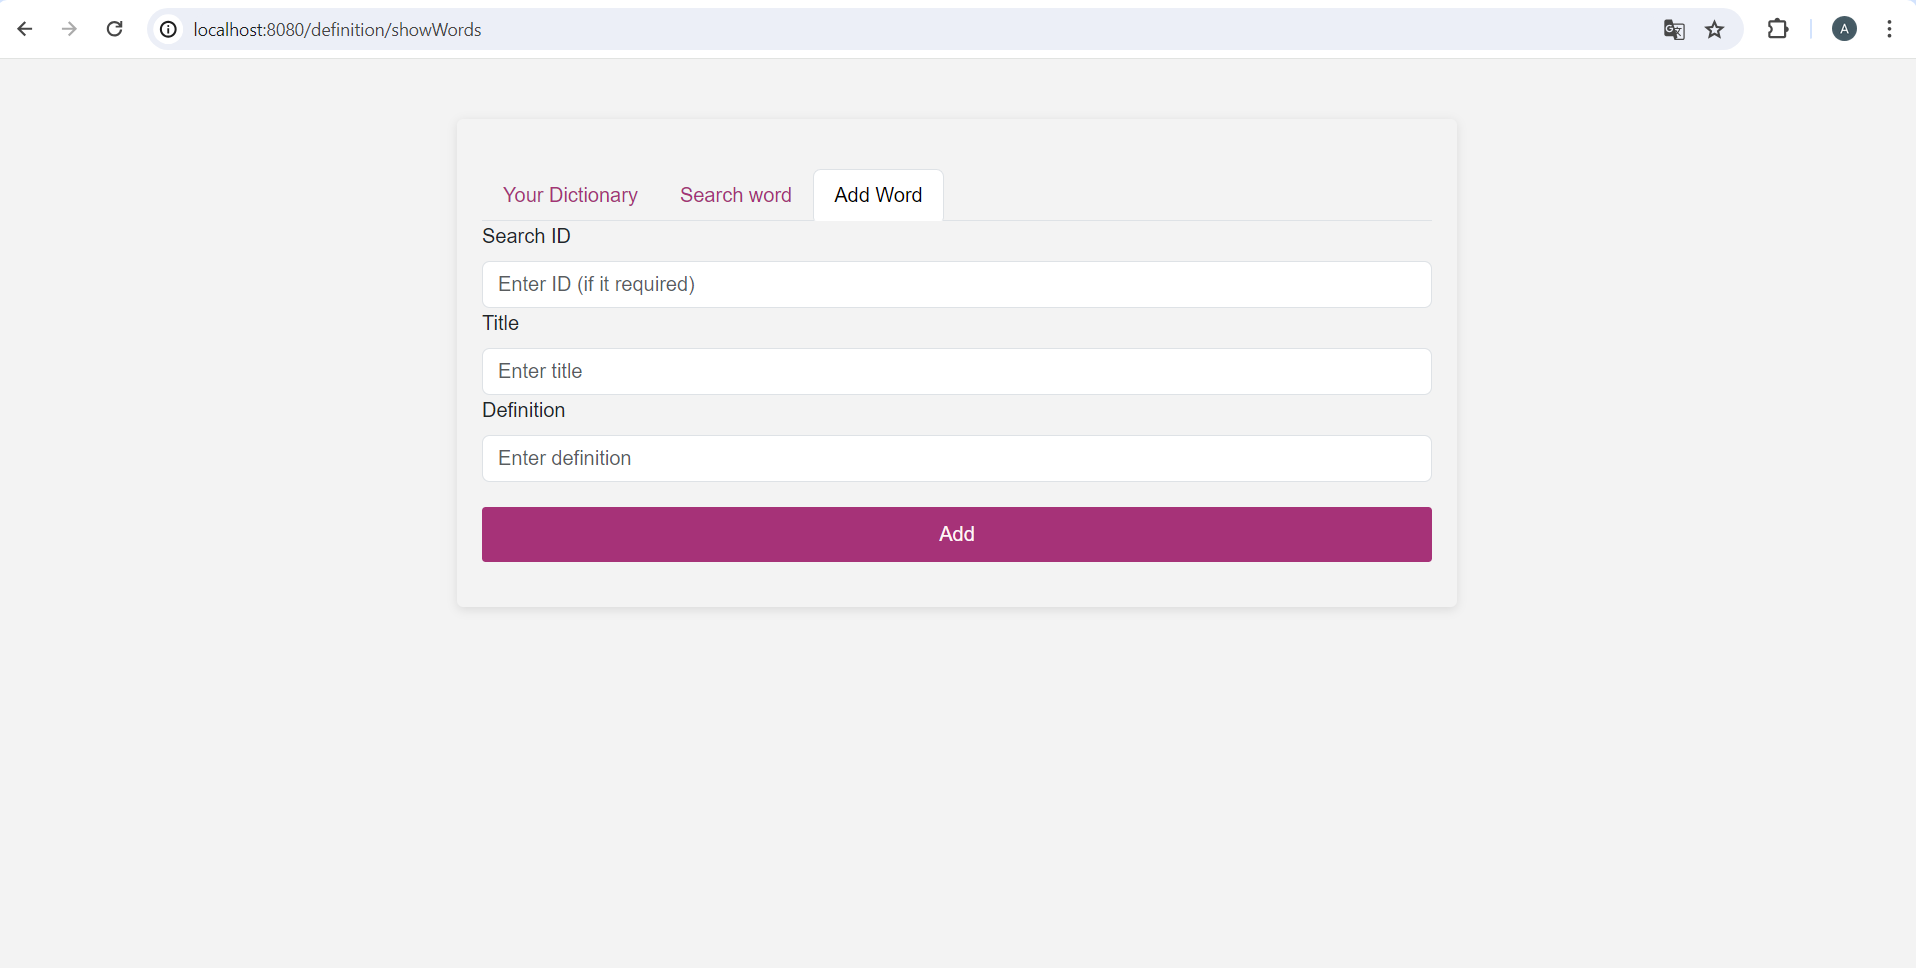 localhost:8080/definition/showWords
A
Your Dictionary Search word Add Word
Search ID
Enter ID (if it required)
Title
Enter title
Definition
Enter definition
Add